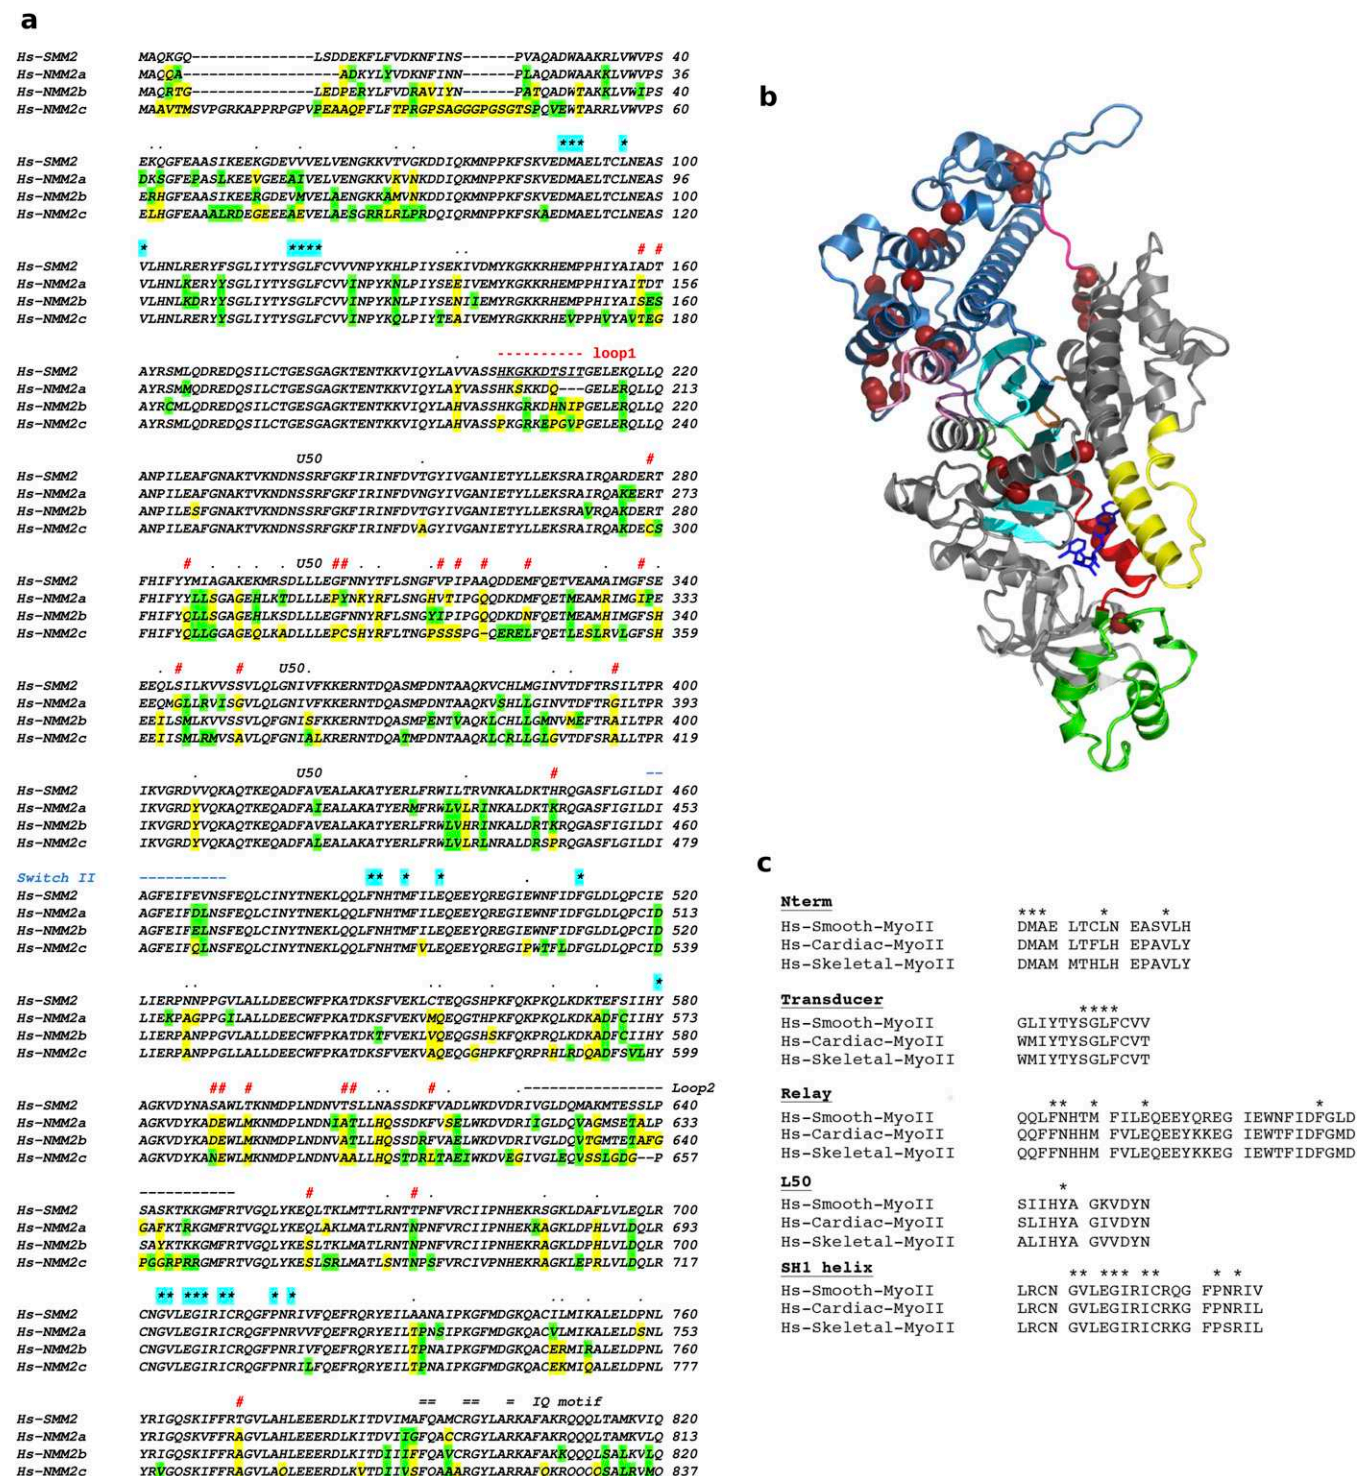 a
Hs-SMM2 MAQKGQ--------------LSDDEKFLFVDKNFINS------PVAQADWAAKRLVWVPS 40
Hs-NMM2a MAQQA------------------ADKYLYVDKNFINN------PLAQADWAAKKLVWVPS 36
Hs-NMM2b MAQRTG--------------LEDPERYLFVDRAVIYN------PATQADWTAKKLVWIPS 40
Hs-NMM2c MAAVTMSVPGRKAPPRPGPVPEAAQPFLFTPRGPSAGGGPGSGTSPQVEWTARRLVWVPS 60
.. . . . *** *
Hs-SMM2 EKQGFEAASIKEEKGDEVVVELVENGKKVTVGKDDIQKMNPPKFSKVEDMAELTCLNEAS 100
Hs-NMM2a DKSGFEPASLKEEVGEEAIVELVENGKKVKVNKDDIQKMNPPKFSKVEDMAELTCLNEAS 96
Hs-NMM2b ERHGFEAASIKEERGDEVMVELAENGKKAMVNKDDIQKMNPPKFSKVEDMAELTCLNEAS 100
Hs-NMM2c ELHGFEAAALRDEGEEEAEVELAESGRRLRLPRDQIQRMNPPKFSKAEDMAELTCLNEAS 120
* **** .. # #
Hs-SMM2 VLHNLRERYFSGLIYTYSGLFCVVVNPYKHLPIYSEKIVDMYKGKKRHEMPPHIYAIADT 160
Hs-NMM2a VLHNLKERYYSGLIYTYSGLFCVVINPYKNLPIYSEEIVEMYKGKKRHEMPPHIYAITDT 156
Hs-NMM2b VLHNLKDRYYSGLIYTYSGLFCVVINPYKNLPIYSENIIEMYRGKKRHEMPPHIYAISES 160
Hs-NMM2c VLHNLRERYYSGLIYTYSGLFCVVINPYKQLPIYTEAIVEMYRGKKRHEVPPHVYAVTEG 180
. ---------- loop1
Hs-SMM2 AYRSMLQDREDQSILCTGESGAGKTENTKKVIQYLAVVASSHKGKKDTSITGELEKQLLQ 220
Hs-NMM2a AYRSMMQDREDQSILCTGESGAGKTENTKKVIQYLAYVASSHKSKKDQ---GELERQLLQ 213
Hs-NMM2b AYRCMLQDREDQSILCTGESGAGKTENTKKVIQYLAHVASSHKGRKDHNIPGELERQLLQ 220
Hs-NMM2c AYRSMLQDREDQSILCTGESGAGKTENTKKVIQYLAHVASSPKGRKEPGVPGELERQLLQ 240
U50 . #
Hs-SMM2 ANPILEAFGNAKTVKNDNSSRFGKFIRINFDVTGYIVGANIETYLLEKSRAIRQARDERT 280
Hs-NMM2a ANPILEAFGNAKTVKNDNSSRFGKFIRINFDVNGYIVGANIETYLLEKSRAIRQAKEERT 273
Hs-NMM2b ANPILESFGNAKTVKNDNSSRFGKFIRINFDVTGYIVGANIETYLLEKSRAVRQAKDERT 280
Hs-NMM2c ANPILEAFGNAKTVKNDNSSRFGKFIRINFDVAGYIVGANIETYLLEKSRAIRQAKDECS 300
# . . . . U50 ## . . # # # # . #
Hs-SMM2 FHIFYYMIAGAKEKMRSDLLLEGFNNYTFLSNGFVPIPAAQDDEMFQETVEAMAIMGFSE 340
Hs-NMM2a FHIFYYLLSGAGEHLKTDLLLEPYNKYRFLSNGHVTIPGQQDKDMFQETMEAMRIMGIPE 333
Hs-NMM2b FHIFYQLLSGAGEHLKSDLLLEGFNNYRFLSNGYIPIPGQQDKDNFQETMEAMHIMGFSH 340
Hs-NMM2c FHIFYQLLGGAGEQLKADLLLEPCSHYRFLTNGPSSSPG-QERELFQETLESLRVLGFSH 359
. # # U50. . . #
Hs-SMM2 EEQLSILKVVSSVLQLGNIVFKKERNTDQASMPDNTAAQKVCHLMGINVTDFTRSILTPR 400
Hs-NMM2a EEQMGLLRVISGVLQLGNIVFKKERNTDQASMPDNTAAQKVSHLLGINVTDFTRGILTPR 393
Hs-NMM2b EEILSMLKVVSSVLQFGNISFKKERNTDQASMPENTVAQKLCHLLGMNVMEFTRAILTPR 400
Hs-NMM2c EEIISMLRMVSAVLQFGNIALKRERNTDQATMPDNTAAQKLCRLLGLGVTDFSRALLTPR 419
. U50 . # --
Hs-SMM2 IKVGRDVVQKAQTKEQADFAVEALAKATYERLFRWILTRVNKALDKTHRQGASFLGILDI 460
Hs-NMM2a IKVGRDYVQKAQTKEQADFAIEALAKATYERMFRWLVLRINKALDKTKRQGASFIGILDI 453
Hs-NMM2b IKVGRDYVQKAQTKEQADFAVEALAKATYERLFRWLVHRINKALDRTKRQGASFIGILDI 460
Hs-NMM2c IKVGRDYVQKAQTKEQADFALEALAKATYERLFRWLVLRLNRALDRSPRQGASFLGILDI 479
Switch II ---------- ** * * . *
Hs-SMM2 AGFEIFEVNSFEQLCINYTNEKLQQLFNHTMFILEQEEYQREGIEWNFIDFGLDLQPCIE 520
Hs-NMM2a AGFEIFDLNSFEQLCINYTNEKLQQLFNHTMFILEQEEYQREGIEWNFIDFGLDLQPCID 513
Hs-NMM2b AGFEIFELNSFEQLCINYTNEKLQQLFNHTMFILEQEEYQREGIEWNFIDFGLDLQPCID 520
Hs-NMM2c AGFEIFQLNSFEQLCINYTNEKLQQLFNHTMFVLEQEEYQREGIPWTFLDFGLDLQPCID 539
.. .. . . *
Hs-SMM2 LIERPNNPPGVLALLDEECWFPKATDKSFVEKLCTEQGSHPKFQKPKQLKDKTEFSIIHY 580
Hs-NMM2a LIEKPAGPPGILALLDEECWFPKATDKSFVEKVMQEQGTHPKFQKPKQLKDKADFCIIHY 573
Hs-NMM2b LIERPANPPGVLALLDEECWFPKATDKTFVEKLVQEQGSHSKFQKPRQLKDKADFCIIHY 580
Hs-NMM2c LIERPANPPGLLALLDEECWFPKATDKSFVEKVAQEQGGHPKFQRPRHLRDQADFSVLHY 599
## # ## .. # . --------------- Loop2
Hs-SMM2 AGKVDYNASAWLTKNMDPLNDNVTSLLNASSDKFVADLWKDVDRIVGLDQMAKMTESSLP 640
Hs-NMM2a AGKVDYKADEWLMKNMDPLNDNIATLLHQSSDKFVSELWKDVDRIIGLDQVAGMSETALP 633
Hs-NMM2b AGKVDYKADEWLMKNMDPLNDNVATLLHQSSDRFVAELWKDVDRIVGLDQVTGMTETAFG 640
Hs-NMM2c AGKVDYKANEWLMKNMDPLNDNVAALLHQSTDRLTAEIWKDVEGIVGLEQVSSLGDG--P 657
---------- . # # . . .
Hs-SMM2 SASKTKKGMFRTVGQLYKEQLTKLMTTLRNTTPNFVRCIIPNHEKRSGKLDAFLVLEQLR 700
Hs-NMM2a GAFKTRKGMFRTVGQLYKEQLAKLMATLRNTNPNFVRCIIPNHEKKAGKLDPHLVLDQLR 693
Hs-NMM2b SAYKTKKGMFRTVGQLYKESLTKLMATLRNTNPNFVRCIIPNHEKRAGKLDPHLVLDQLR 700
Hs-NMM2c PGGRPRRGMFRTVGQLYKESLSRLMATLSNTNPSFVRCIVPNHEKRAGKLEPRLVLDQLR 717
** *** ** * * . . . .
Hs-SMM2 CNGVLEGIRICRQGFPNRIVFQEFRQRYEILAANAIPKGFMDGKQACILMIKALELDPNL 760
Hs-NMM2a CNGVLEGIRICRQGFPNRVVFQEFRQRYEILTPNSIPKGFMDGKQACVLMIKALELDSNL 753
Hs-NMM2b CNGVLEGIRICRQGFPNRIVFQEFRQRYEILTPNAIPKGFMDGKQACERMIRALELDPNL 760
Hs-NMM2c CNGVLEGIRICRQGFPNRILFQEFRQRYEILTPNAIPKGFMDGKQACEKMIQALELDPNL 777
# == == = IQ motif
Hs-SMM2 YRIGQSKIFFRTGVLAHLEEERDLKITDVIMAFQAMCRGYLARKAFAKRQQQLTAMKVIQ 820
Hs-NMM2a YRIGQSKVFFRAGVLAHLEEERDLKITDVIIGFQACCRGYLARKAFAKRQQQLTAMKVLQ 813
Hs-NMM2b YRIGQSKIFFRAGVLAHLEEERDLKITDIIIFFQAVCRGYLARKAFAKKQQQLSALKVLQ 820
Hs-NMM2c YRVGQSKIFFRAGVLAQLEEERDLKVTDIIVSFQAAARGYLARRAFQKRQQQQSALRVMQ 837
b
c
Nterm
*** * *
Hs-Smooth-MyoII DMAE LTCLN EASVLH
Hs-Cardiac-MyoII DMAM LTFLH EPAVLY
Hs-Skeletal-MyoII DMAM MTHLH EPAVLY
Transducer
****
Hs-Smooth-MyoII GLIYTYSGLFCVV
Hs-Cardiac-MyoII WMIYTYSGLFCVT
Hs-Skeletal-MyoII WMIYTYSGLFCVT
Relay
** * * *
Hs-Smooth-MyoII QQLFNHTM FILEQEEYQREG IEWNFIDFGLD
Hs-Cardiac-MyoII QQFFNHHM FVLEQEEYKKEG IEWTFIDFGMD
Hs-Skeletal-MyoII QQFFNHHM FVLEQEEYKKEG IEWTFIDFGMD
L50
*
Hs-Smooth-MyoII SIIHYA GKVDYN
Hs-Cardiac-MyoII SLIHYA GIVDYN
Hs-Skeletal-MyoII ALIHYA GVVDYN
SH1 helix
** *** ** * *
Hs-Smooth-MyoII LRCN GVLEGIRICRQG FPNRIV
Hs-Cardiac-MyoII LRCN GVLEGIRICRKG FPNRIL
Hs-Skeletal-MyoII LRCN GVLEGIRICRKG FPSRIL